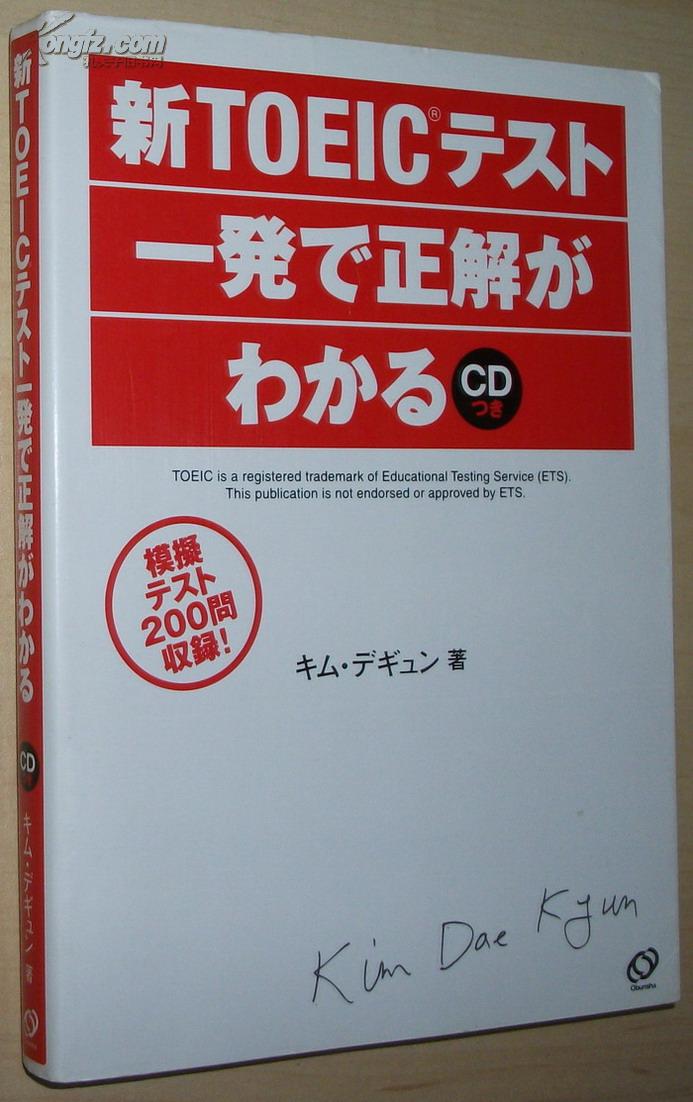 新TOEIC®テスト
一発で正解が
わかる
CD
つき
TOEIC is a registered trademark of Educational Testing Service (ETS).
This publication is not endorsed or approved by ETS.
模擬
テスト
200問
収録!
キム・デギュン 著
Kim Dae Kyun
Obunsha
新TOEICテスト一発で正解がわかる
CD
つき
キム・デギュン 著
ongfz.com